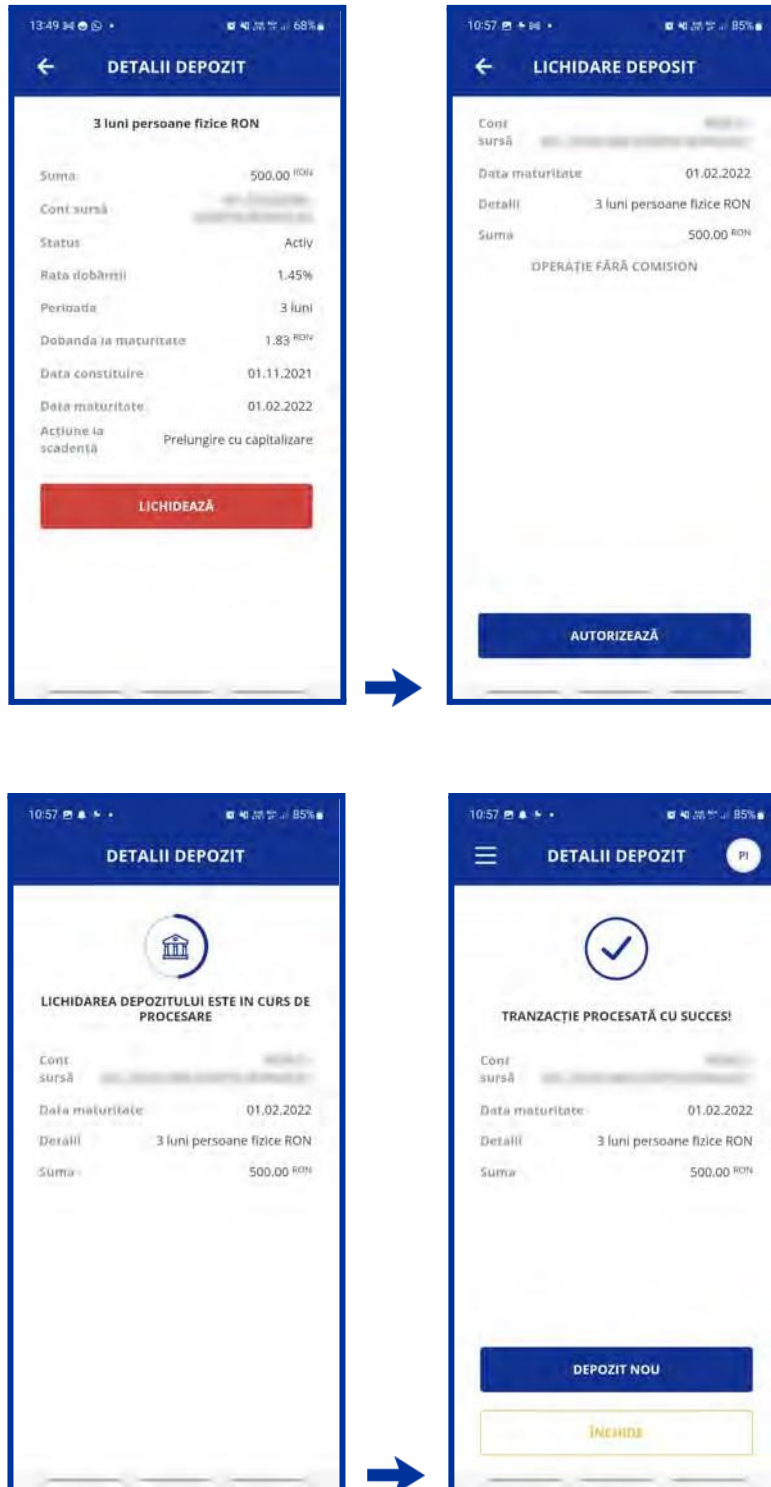 13:49
68%
DETALII DEPOZIT
3 luni persoane fizice RON
Suma 500.00 RON
Cont sursă
Status Activ
Rata dobânzii 1.45%
Perioada 3 luni
Dobanda la maturitate 1.83 RON
Data constituire 01.11.2021
Data maturitate 01.02.2022
Acțiune la
scadență Prelungire cu capitalizare
LICHIDEAZĂ
10:57
85%
LICHIDARE DEPOSIT
Cont
sursă
Data maturitate 01.02.2022
Detalii 3 luni persoane fizice RON
Suma 500.00 RON
OPERAȚIE FĂRĂ COMISION
AUTORIZEAZĂ
10:57
85%
DETALII DEPOZIT
LICHIDAREA DEPOZITULUI ESTE IN CURS DE
PROCESARE
Cont
sursă
Data maturitate 01.02.2022
Detalii 3 luni persoane fizice RON
Suma 500.00 RON
10:57
85%
DETALII DEPOZIT
PI
TRANZACȚIE PROCESATĂ CU SUCCES!
Cont
sursă
Data maturitate 01.02.2022
Detalii 3 luni persoane fizice RON
Suma 500.00 RON
DEPOZIT NOU
ÎNCHIDE